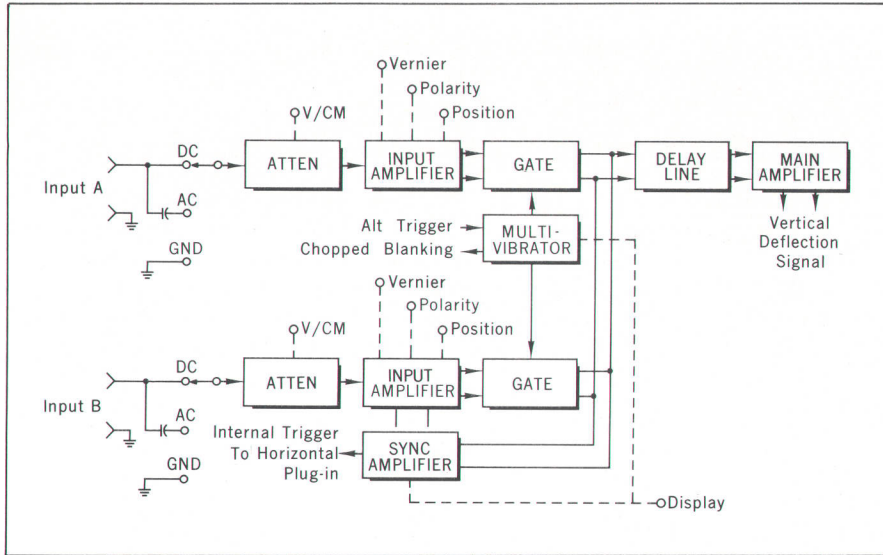 Vernier
Polarity
Position
V/CM
DC
ATTEN
INPUT
AMPLIFIER
GATE
DELAY
LINE
MAIN
AMPLIFIER
Input A
AC
GND
Alt Trigger
Chopped Blanking
MULTI-
VIBRATOR
Vertical
Deflection
Signal
Vernier
Polarity
Position
V/CM
DC
ATTEN
INPUT
AMPLIFIER
GATE
Input B
AC
GND
Internal Trigger
To Horizontal
Plug-in
SYNC
AMPLIFIER
Display